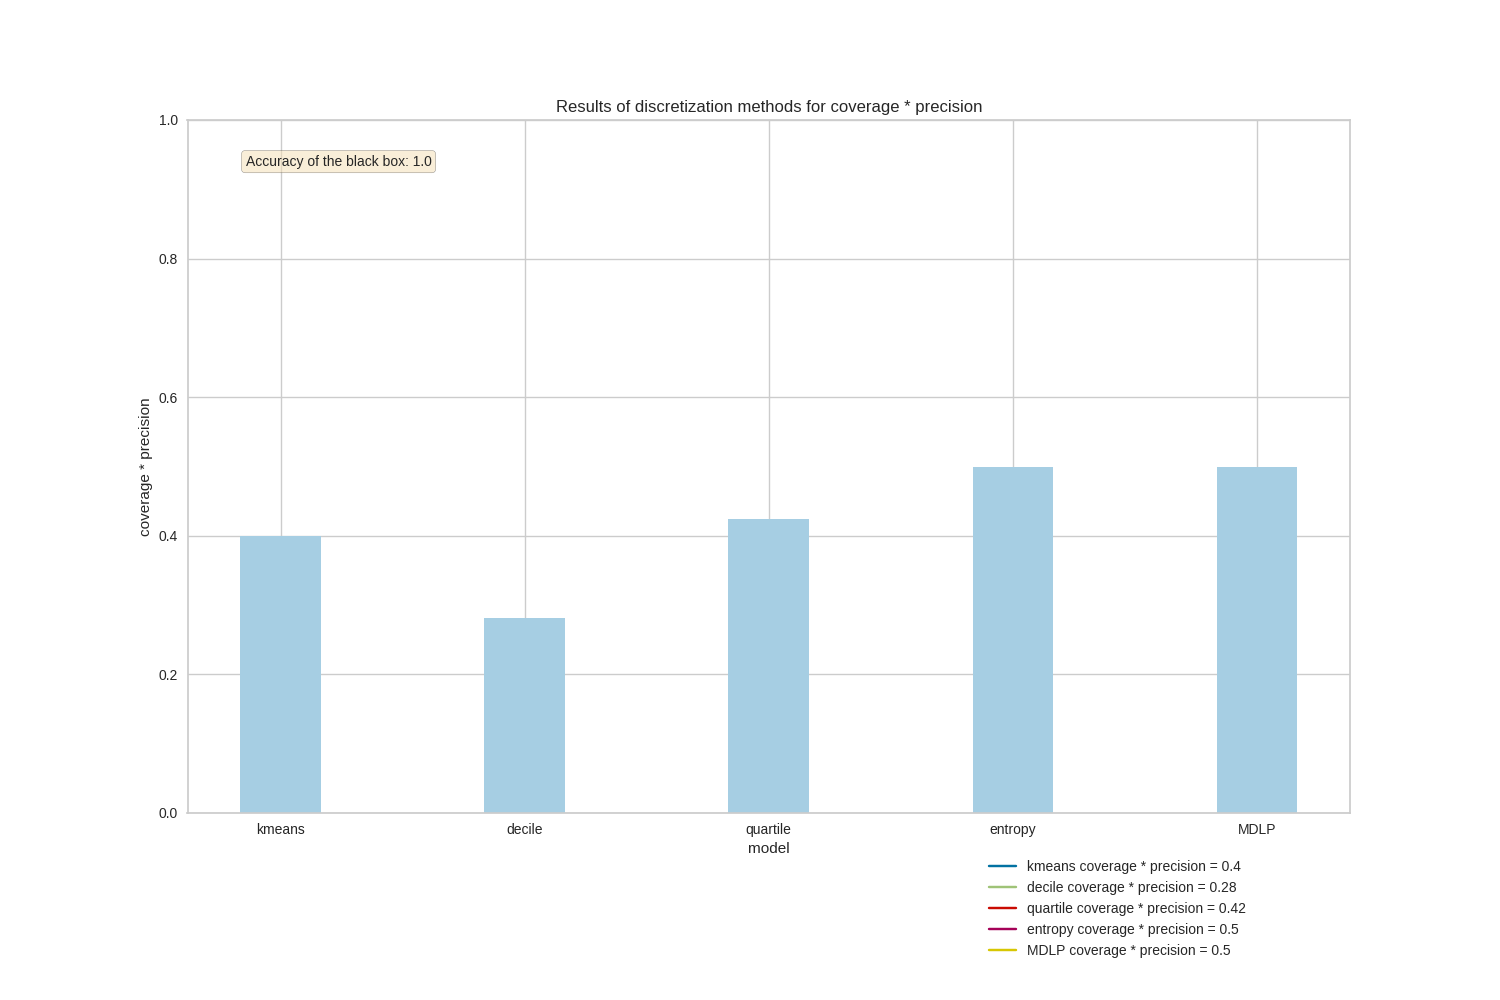 Results of discretization methods for coverage * precision
1.0
Accuracy of the black box: 1.0
0.8
0.6
coverage * precision
0.4
0.2
0.0
kmeans decile quartile entropy MDLP
model
kmeans coverage * precision = 0.4
decile coverage * precision = 0.28
quartile coverage * precision = 0.42
entropy coverage * precision = 0.5
MDLP coverage * precision = 0.5